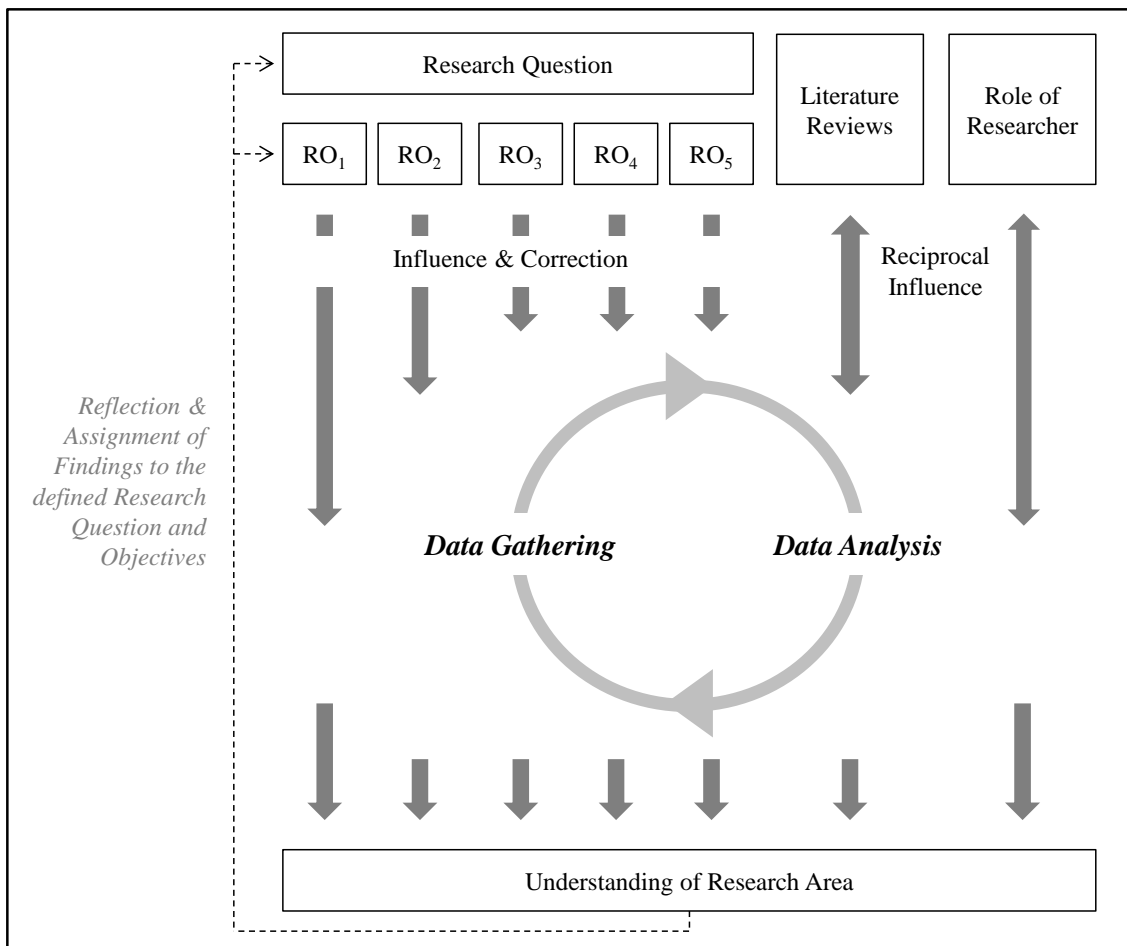 Research Question
Literature
Reviews
Role of
Researcher
RO₁ RO₂ RO₃ RO₄ RO₅
Influence & Correction
Reciprocal
Influence
Reflection &
Assignment of
Findings to the
defined Research
Question and
Objectives
Data Gathering
Data Analysis
Understanding of Research Area